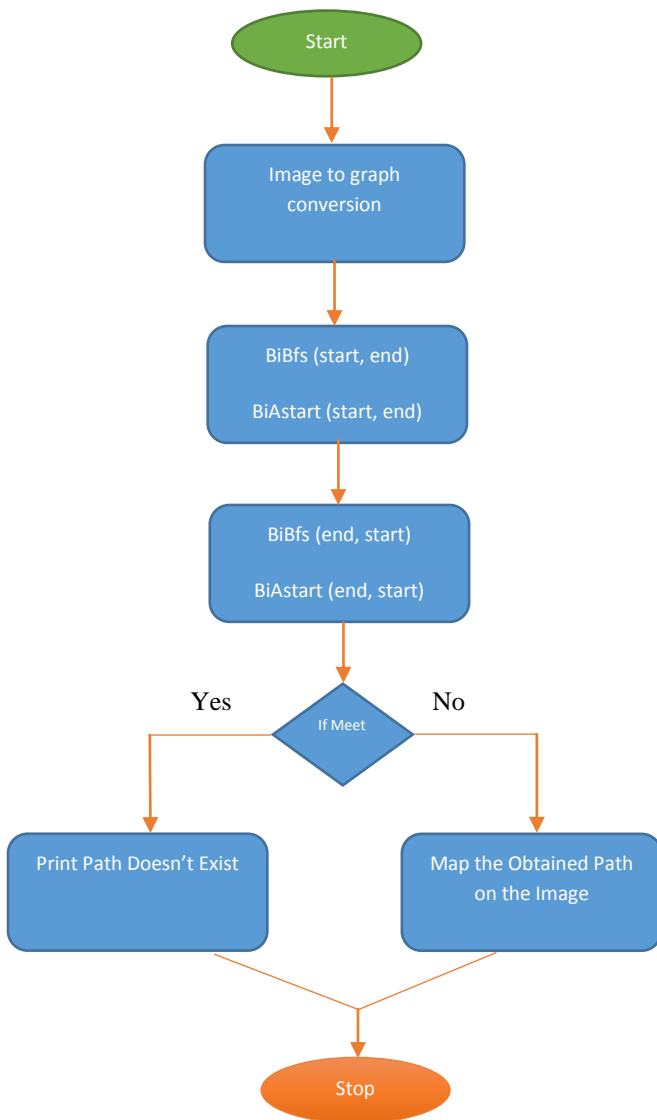 Start
Image to graph
conversion
BiBfs (start, end)
BiAstart (start, end)
BiBfs (end, start)
BiAstart (end, start)
Yes
No
If Meet
Print Path Doesn’t Exist
Map the Obtained Path
on the Image
Stop